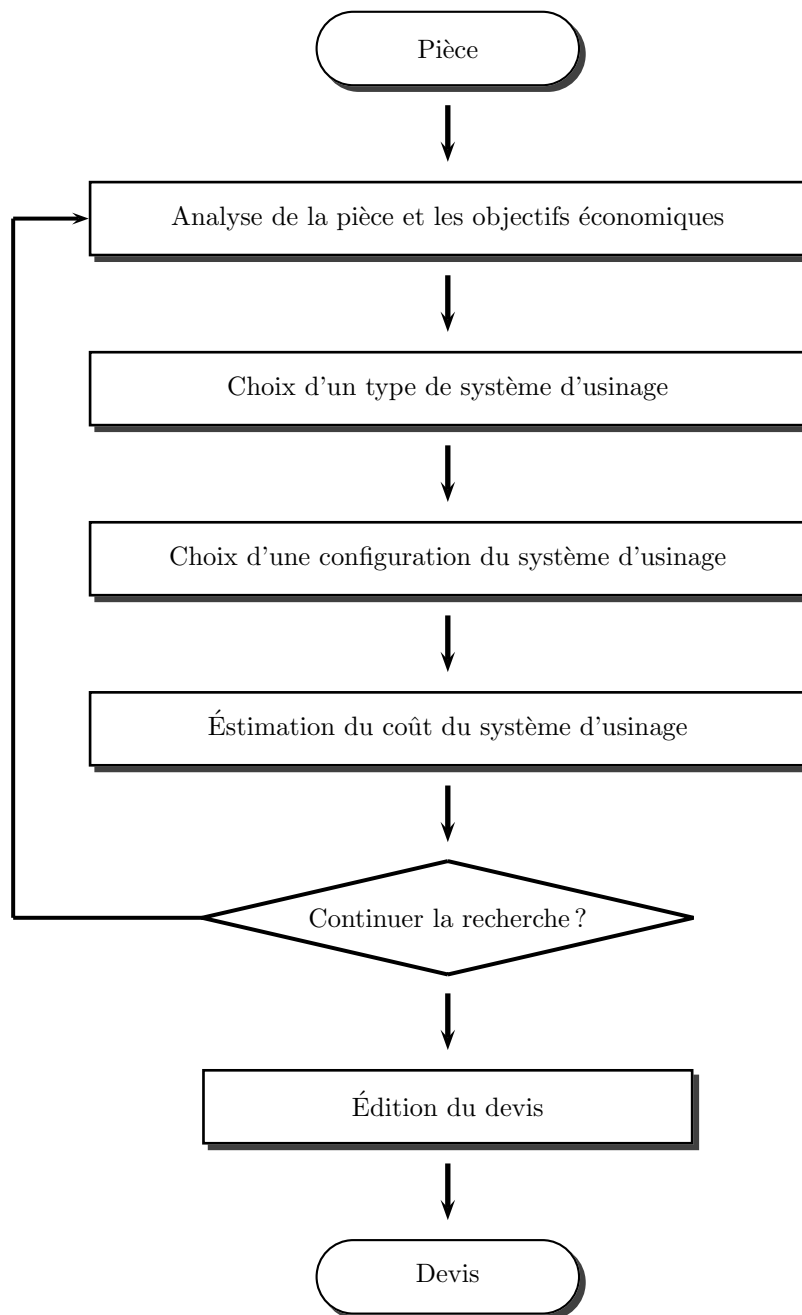 Pièce
Analyse de la pièce et les objectifs économiques
Choix d'un type de système d'usinage
Choix d'une configuration du système d'usinage
Éstimation du coût du système d'usinage
Continuer la recherche ?
Édition du devis
Devis